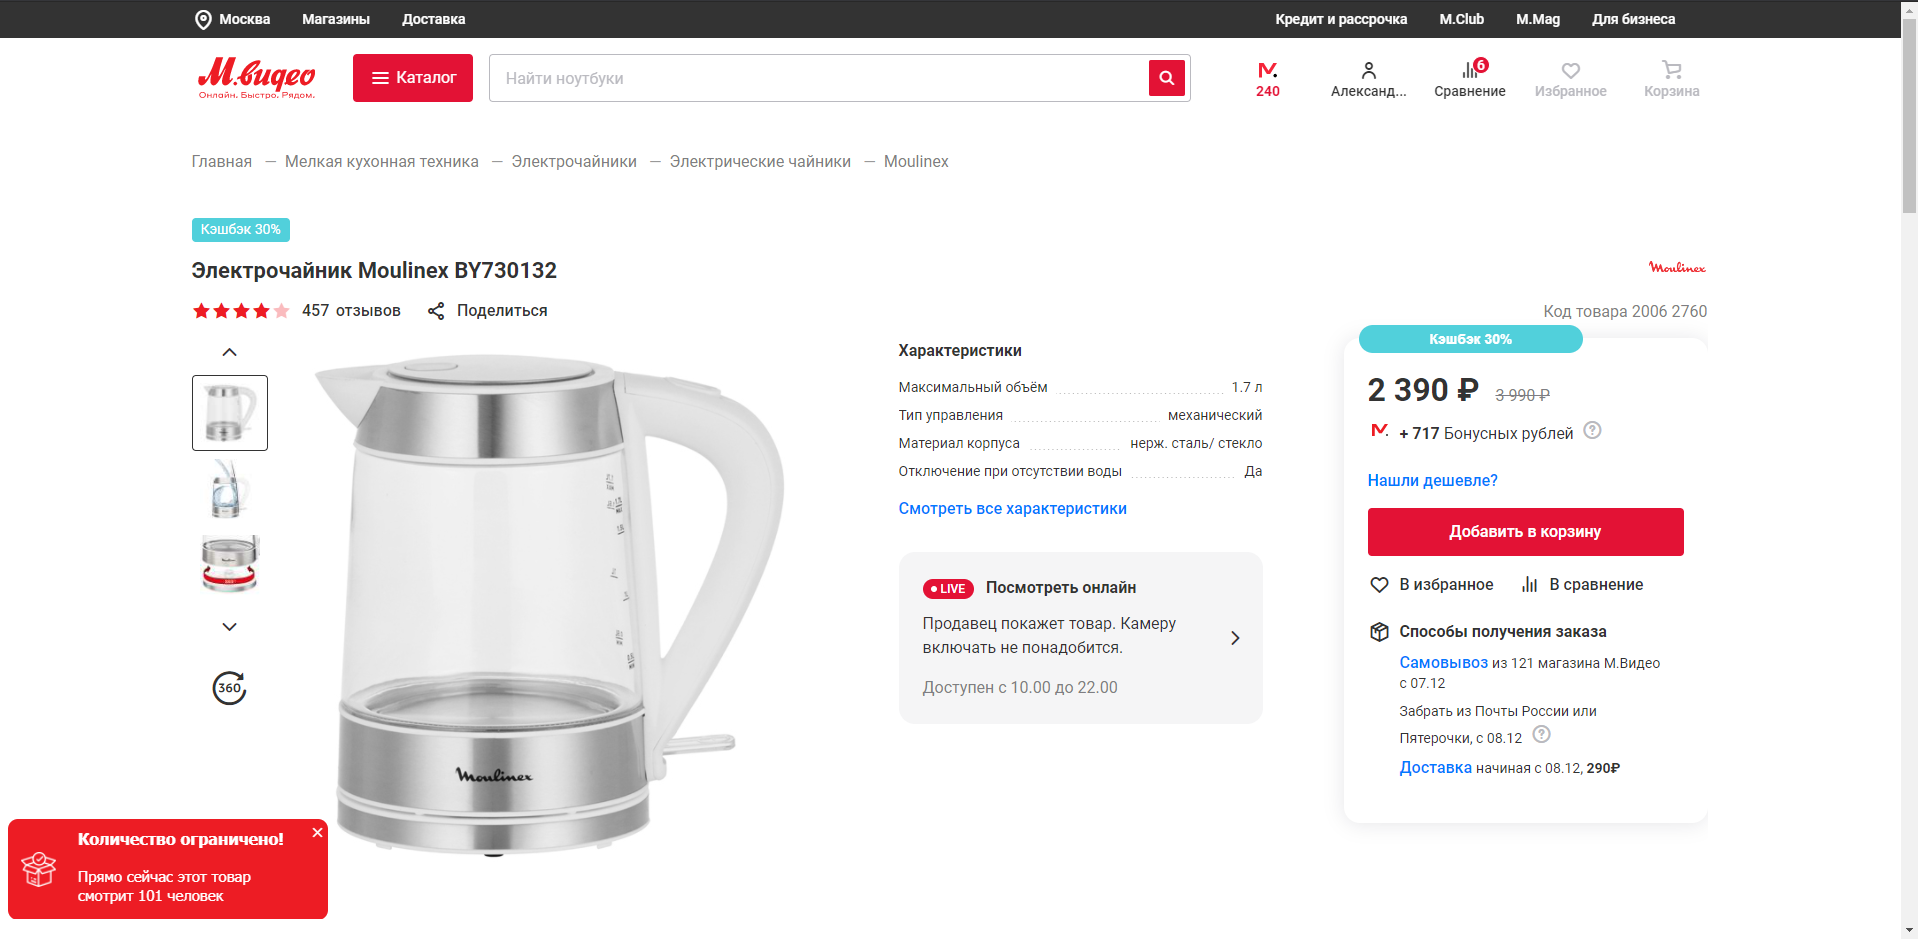 Москва Магазины Доставка Кредит и рассрочка M.Club M.Mag Для бизнеса
М.видео
Онлайн. Быстро. Рядом.
Каталог
Найти ноутбуки
240
Александ...
6
Сравнение
Избранное
Корзина
Главная — Мелкая кухонная техника — Электрочайники — Электрические чайники — Moulinex
Кэшбэк 30%
Электрочайник Moulinex BY730132
Moulinex
457 отзывов Поделиться
Код товара 2006 2760
360
Moulinex
Характеристики
Максимальный объём 1.7 л
Тип управления механический
Материал корпуса нерж. сталь/ стекло
Отключение при отсутствии воды Да
Смотреть все характеристики
LIVE Посмотреть онлайн
Продавец покажет товар. Камеру
включать не понадобится.
Доступен с 10.00 до 22.00
Кэшбэк 30%
2 390 ₽ 3 990 ₽
+ 717 Бонусных рублей ?
Нашли дешевле?
Добавить в корзину
В избранное В сравнение
Способы получения заказа
Самовывоз из 121 магазина М.Видео
с 07.12
Забрать из Почты России или
Пятерочки, с 08.12 ?
Доставка начиная с 08.12, 290₽
Количество ограничено!
Прямо сейчас этот товар
смотрит 101 человек